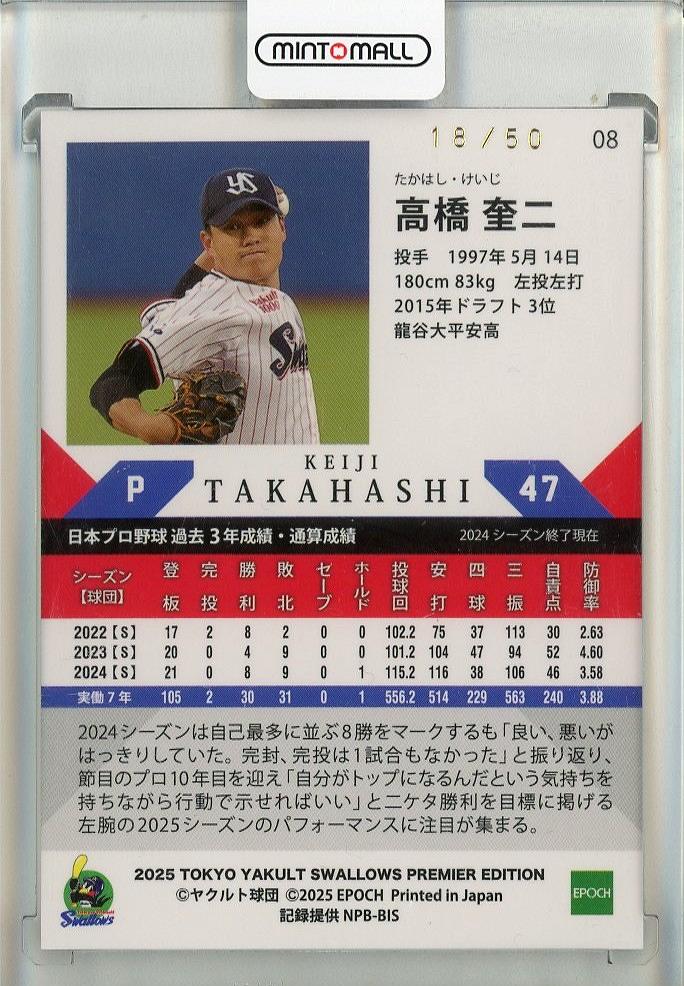 MINTOMALL
18/50 08
たかはし・けいじ
高橋 奎二
投手 1997年5月14日
180cm 83kg 左投左打
2015年ドラフト3位
龍谷大平安高
YS
Yakult
1000
KEIJI
P TAKAHASHI 47
日本プロ野球 過去3年成績・通算成績 2024シーズン終了現在
シーズン【球団】 登板 完投 勝利 敗北 セーブ ホールド 投球回 安打 四球 三振 自責点 防御率
2022【S】 17 2 8 2 0 0 102.2 75 37 113 30 2.63
2023【S】 20 0 4 9 0 0 101.2 104 47 94 52 4.60
2024【S】 21 0 8 9 0 1 115.2 116 38 106 46 3.58
実働7年 105 2 30 31 0 1 556.2 514 229 563 240 3.88
2024シーズンは自己最多に並ぶ8勝をマークするも「良い、悪いが
はっきりしていた。完封、完投は1試合もなかった」と振り返り、
節目のプロ10年目を迎え「自分がトップになるんだという気持ちを
持ちながら行動で示せればいい」と二ケタ勝利を目標に掲げる
左腕の2025シーズンのパフォーマンスに注目が集まる。
2025 TOKYO YAKULT SWALLOWS PREMIER EDITION
©ヤクルト球団 ©2025 EPOCH Printed in Japan
記録提供 NPB-BIS
Swallows
EPOCH